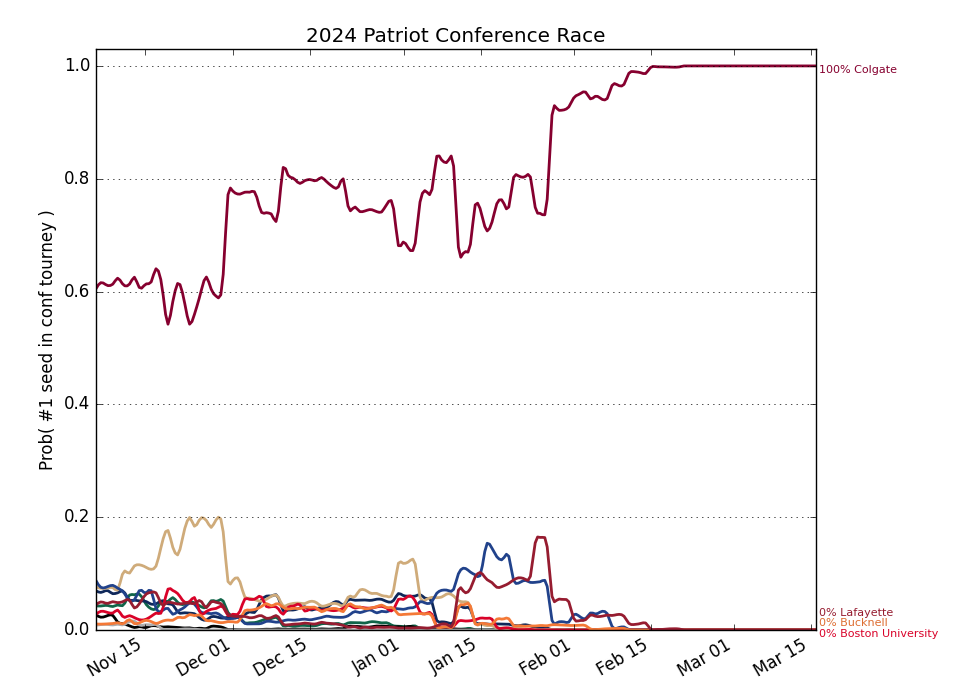 2024 Patriot Conference Race
Prob( #1 seed in conf tourney )
1.0
0.8
0.6
0.4
0.2
0.0
100% Colgate
0% Lafayette
0% Bucknell
0% Boston University
Nov 15
Dec 01
Dec 15
Jan 01
Jan 15
Feb 01
Feb 15
Mar 01
Mar 15